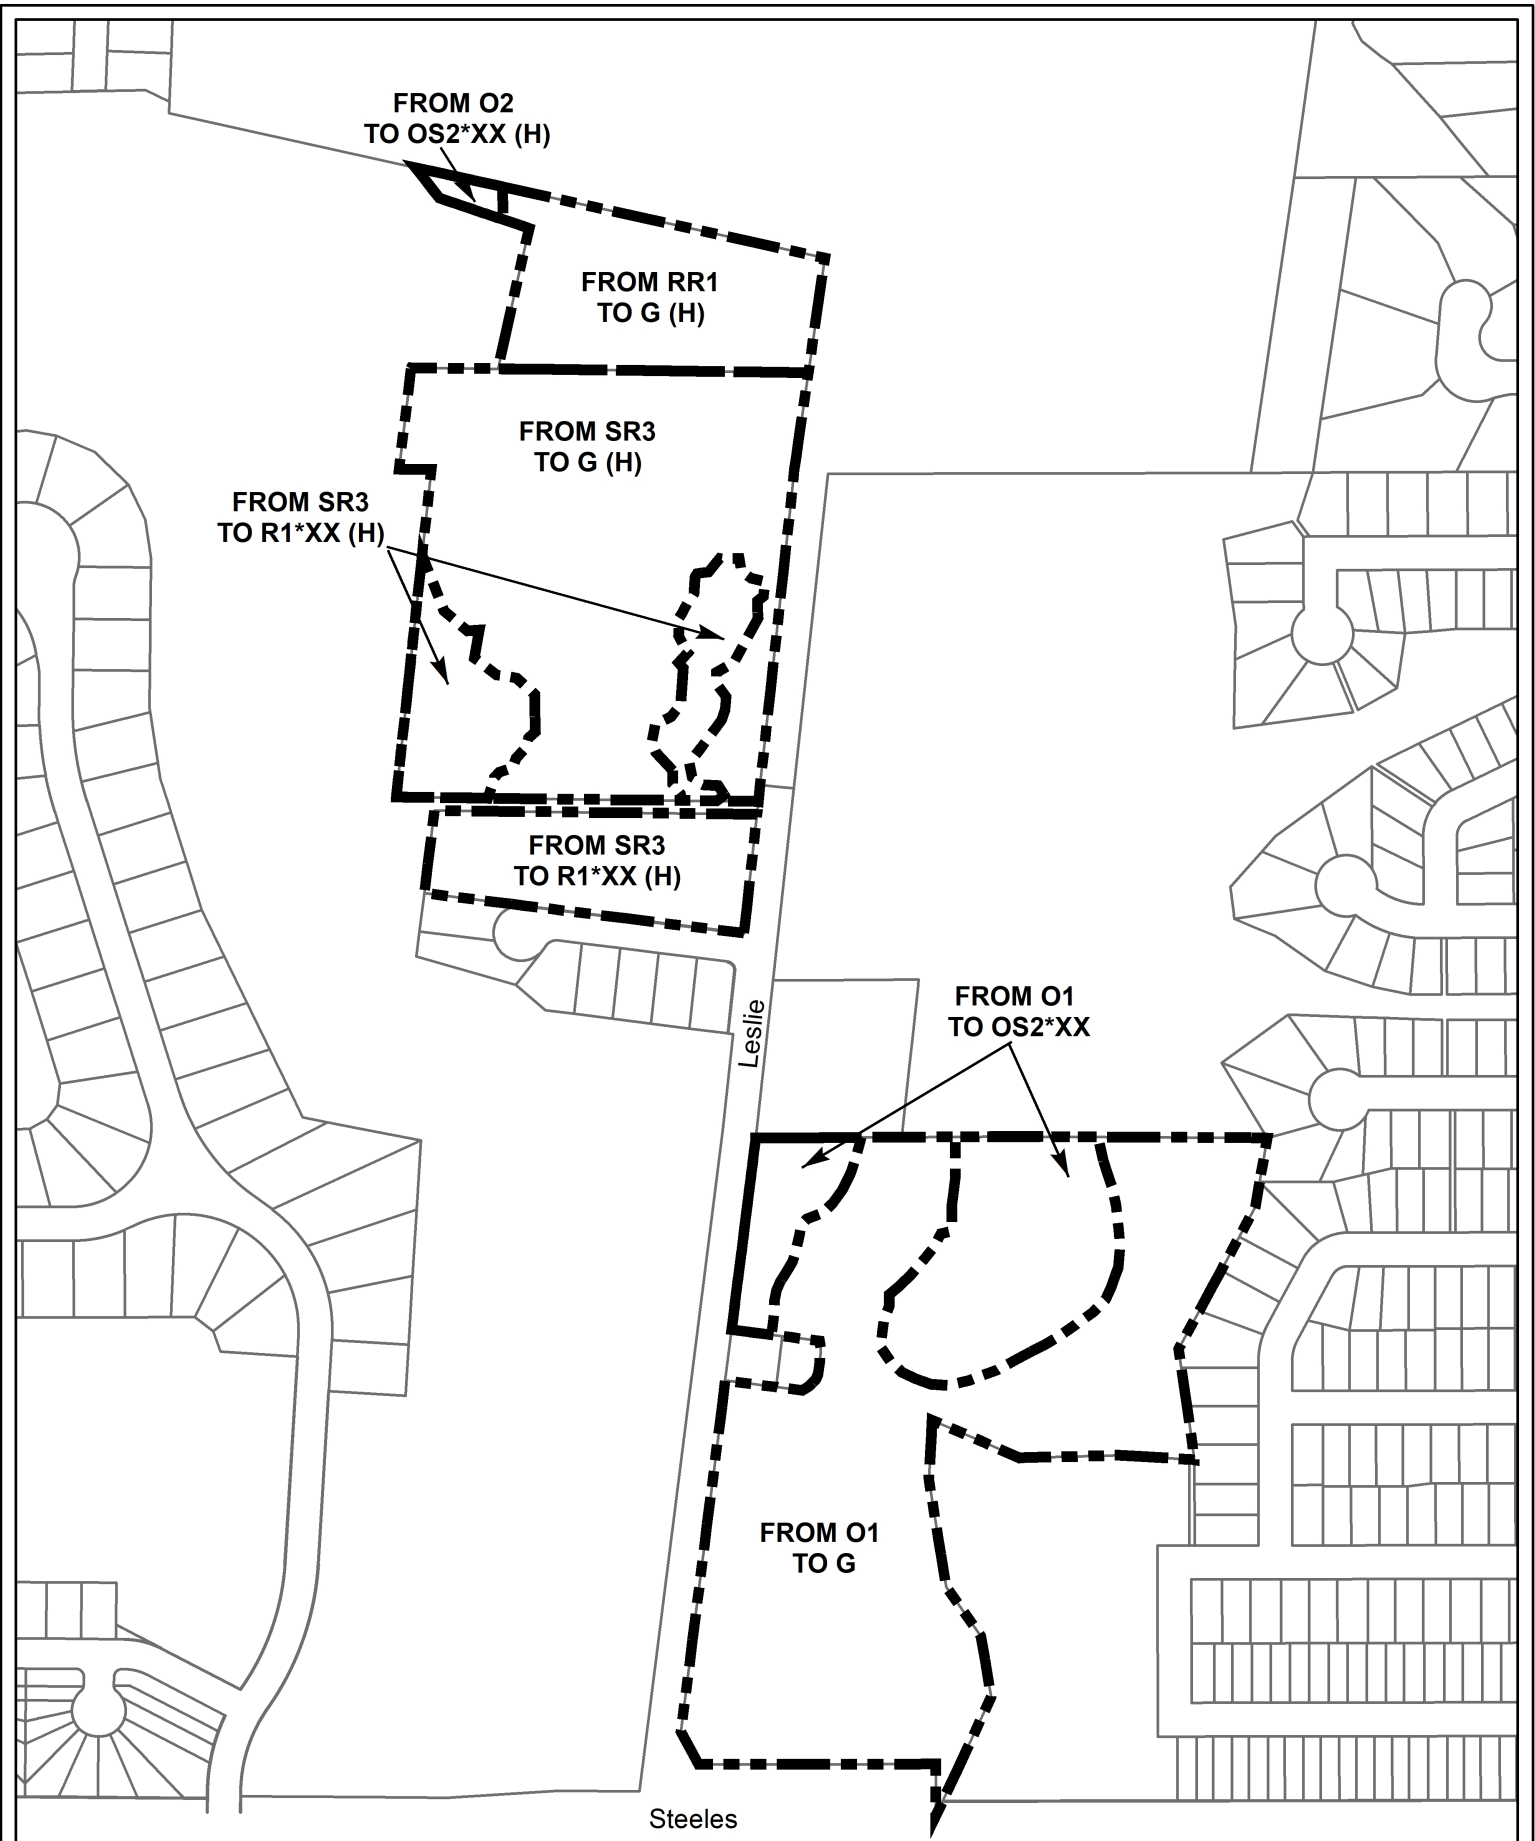 FROM O2
TO OS2*XX (H)
FROM RR1
TO G (H)
FROM SR3
TO G (H)
FROM SR3
TO R1*XX (H)
FROM SR3
TO R1*XX (H)
Leslie
FROM O1
TO OS2*XX
FROM O1
TO G
Steeles